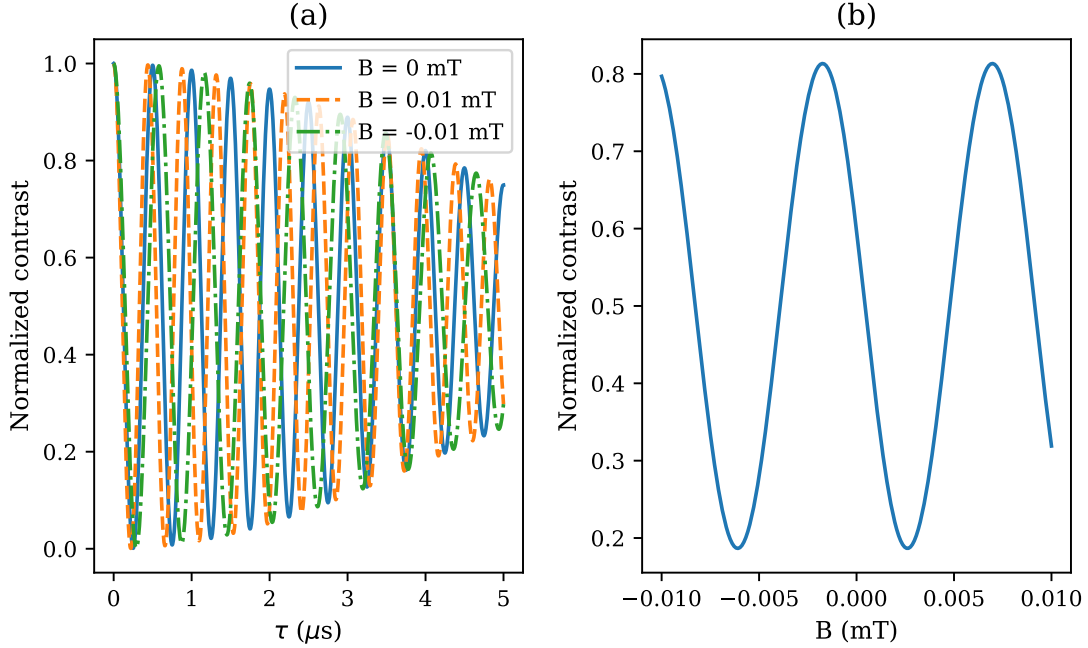 (a)
Normalized contrast
1.0
0.8
0.6
0.4
0.2
0.0
B = 0 mT
B = 0.01 mT
B = -0.01 mT
0 1 2 3 4 5
τ (μs)
(b)
Normalized contrast
0.8
0.7
0.6
0.5
0.4
0.3
0.2
−0.010 −0.005 0.000 0.005 0.010
B (mT)